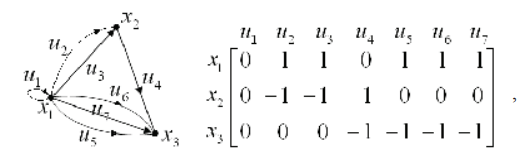 x₂
u₂
u₁
u₃
u₄
u₆
u₇
x₁
u₅
x₃
u₁ u₂ u₃ u₄ u₅ u₆ u₇
x₁ 0 1 1 0 1 1 1
x₂ 0 −1 −1 1 0 0 0 ,
x₃ 0 0 0 −1 −1 −1 −1